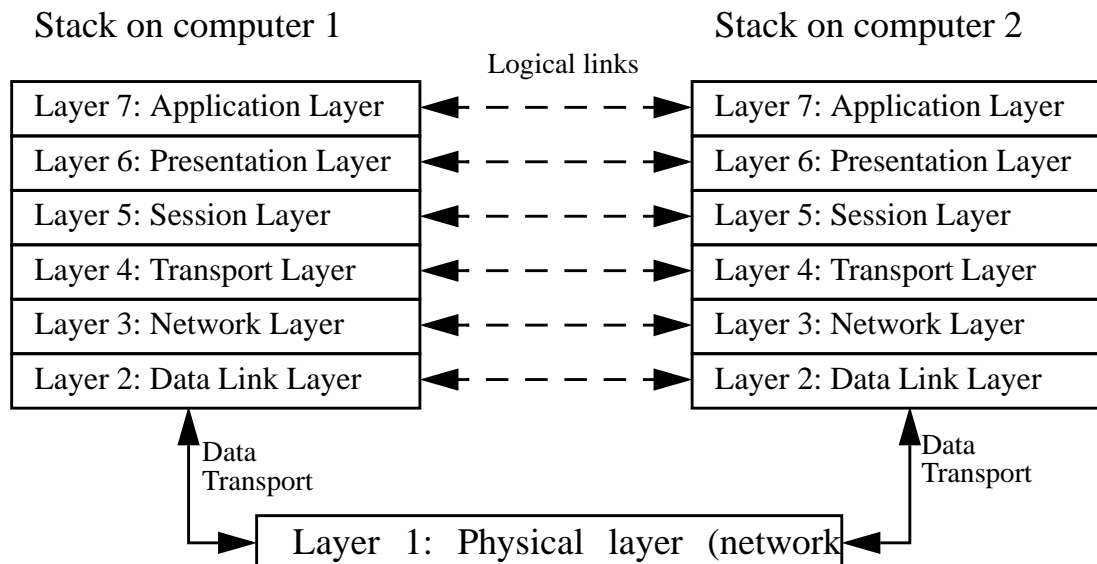 Stack on computer 1
Stack on computer 2
Logical links
Layer 7: Application Layer
Layer 7: Application Layer
Layer 6: Presentation Layer
Layer 6: Presentation Layer
Layer 5: Session Layer
Layer 5: Session Layer
Layer 4: Transport Layer
Layer 4: Transport Layer
Layer 3: Network Layer
Layer 3: Network Layer
Layer 2: Data Link Layer
Layer 2: Data Link Layer
Data
Transport
Data
Transport
Layer 1: Physical layer (network